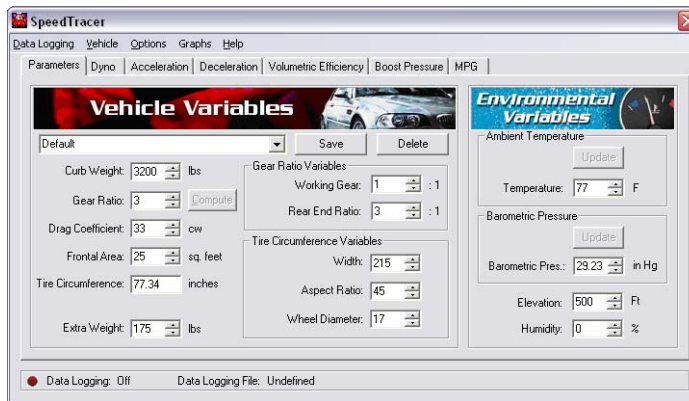 SpeedTracer
Data Logging Vehicle Options Graphs Help
Parameters Dyno Acceleration Deceleration Volumetric Efficiency Boost Pressure MPG
Vehicle Variables
Default Save Delete
Curb Weight: 3200 lbs
Gear Ratio: 3 Compute
Drag Coefficient: 33 cw
Frontal Area: 25 sq. feet
Tire Circumference: 77.34 inches
Extra Weight: 175 lbs
Gear Ratio Variables
Working Gear: 1 : 1
Rear End Ratio: 3 : 1
Tire Circumference Variables
Width: 215
Aspect Ratio: 45
Wheel Diameter: 17
Environmental
Variables
Ambient Temperature
Update
Temperature: 77 F
Barometric Pressure
Update
Barometric Pres.: 29.23 in Hg
Elevation: 500 Ft
Humidity: 0 %
Data Logging: Off Data Logging File: Undefined